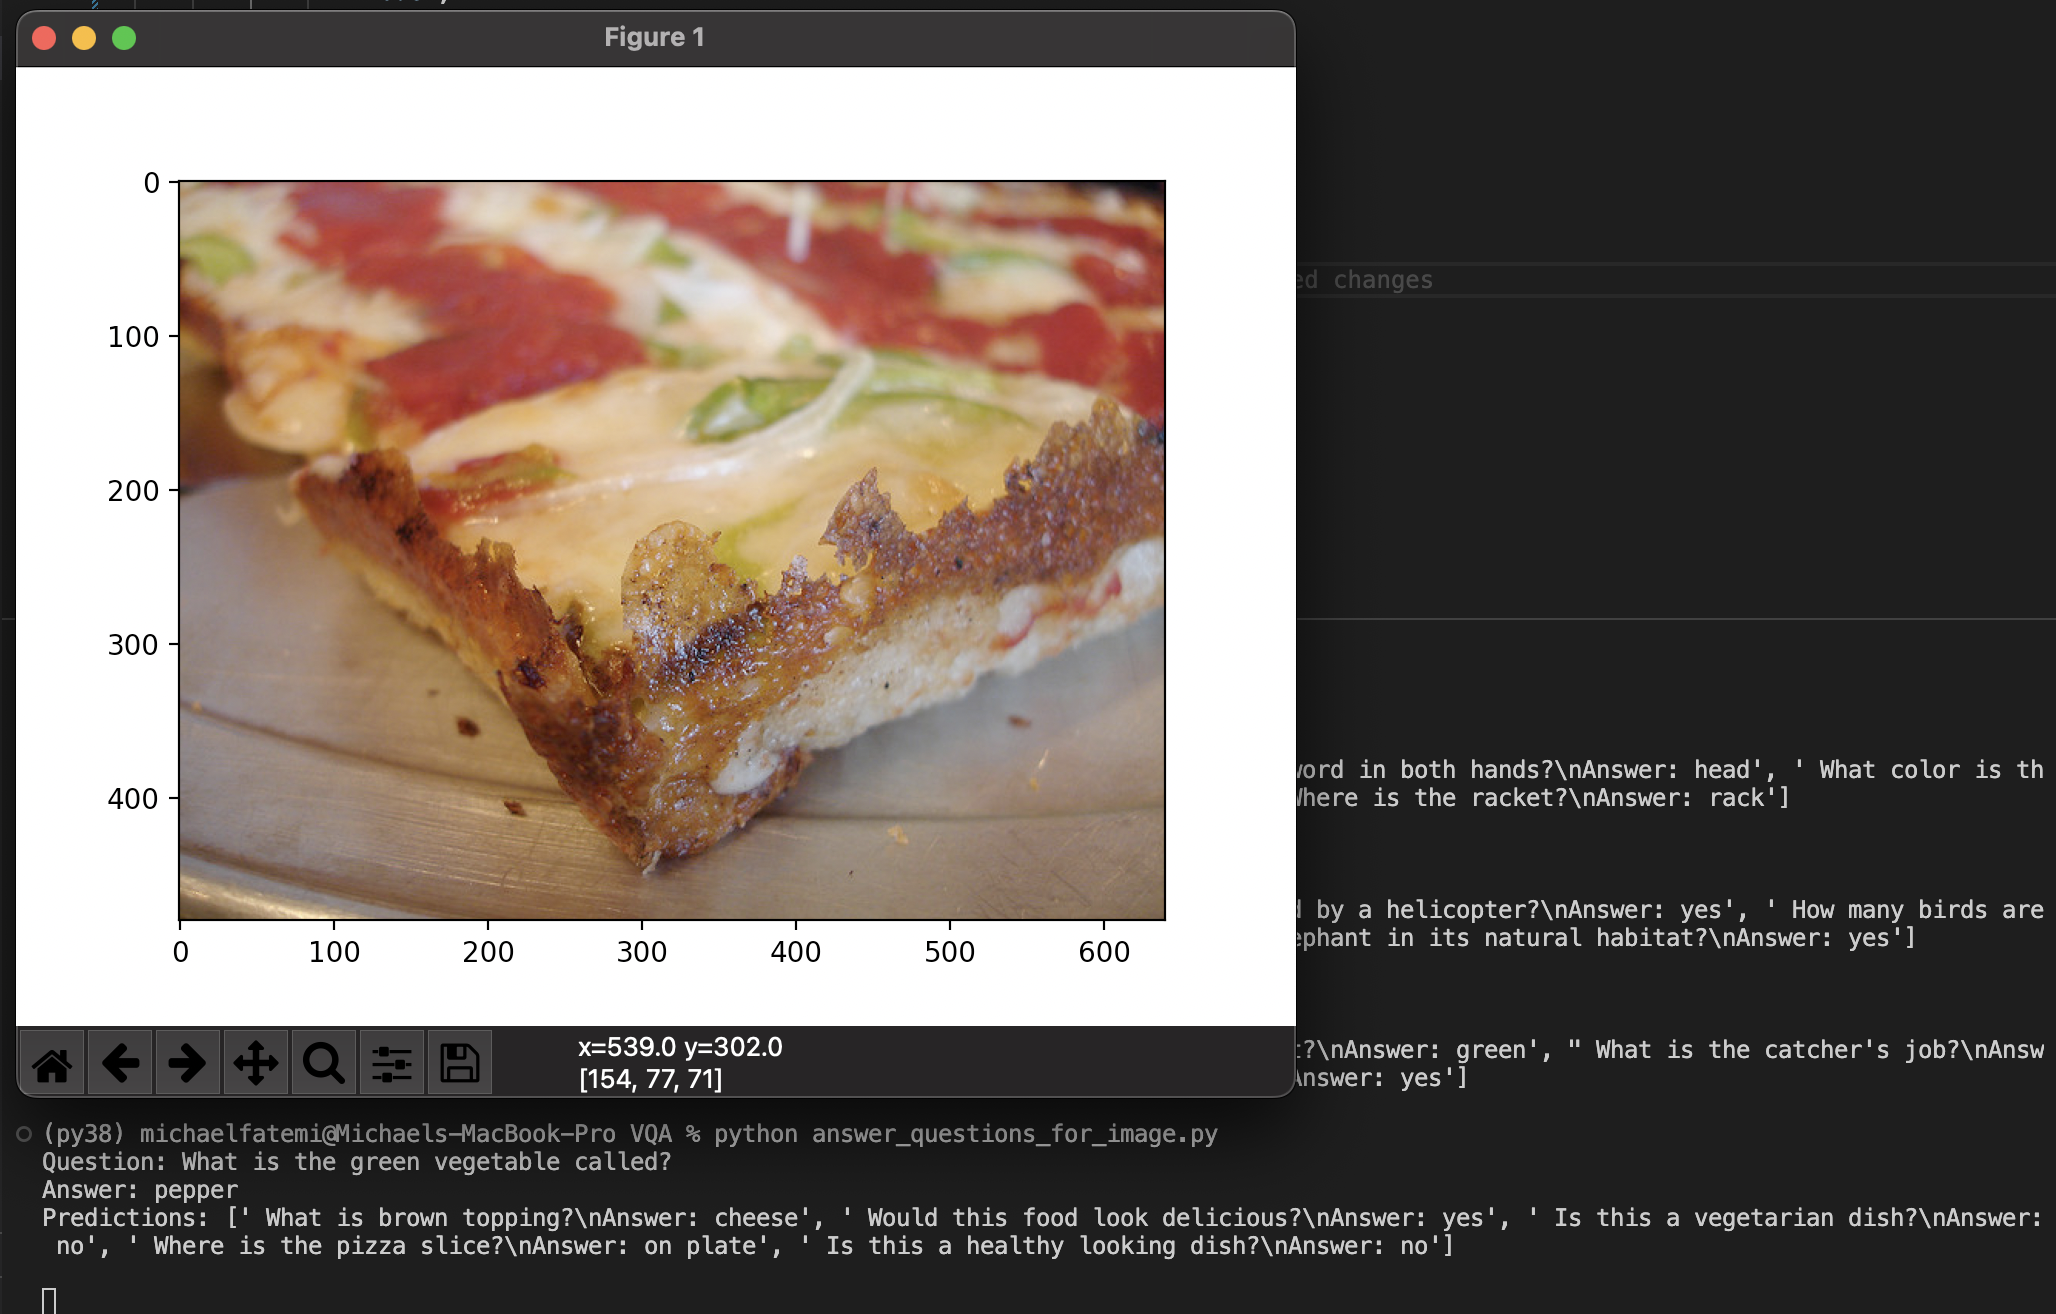 Figure 1
0
100
200
300
400
0 100 200 300 400 500 600
x=539.0 y=302.0
[154, 77, 71]
changes
in both hands?\nAnswer: head', ' What color is th
is the racket?\nAnswer: rack']
by a helicopter?\nAnswer: yes', ' How many birds are
in its natural habitat?\nAnswer: yes']
?\nAnswer: green', " What is the catcher's job?\nAnsw
Answer: yes']
(py38) michaelfatemi@Michaels-MacBook-Pro VQA % python answer_questions_for_image.py
Question: What is the green vegetable called?
Answer: pepper
Predictions: [' What is brown topping?\nAnswer: cheese', ' Would this food look delicious?\nAnswer: yes', ' Is this a vegetarian dish?\nAnswer:
no', ' Where is the pizza slice?\nAnswer: on plate', ' Is this a healthy looking dish?\nAnswer: no']